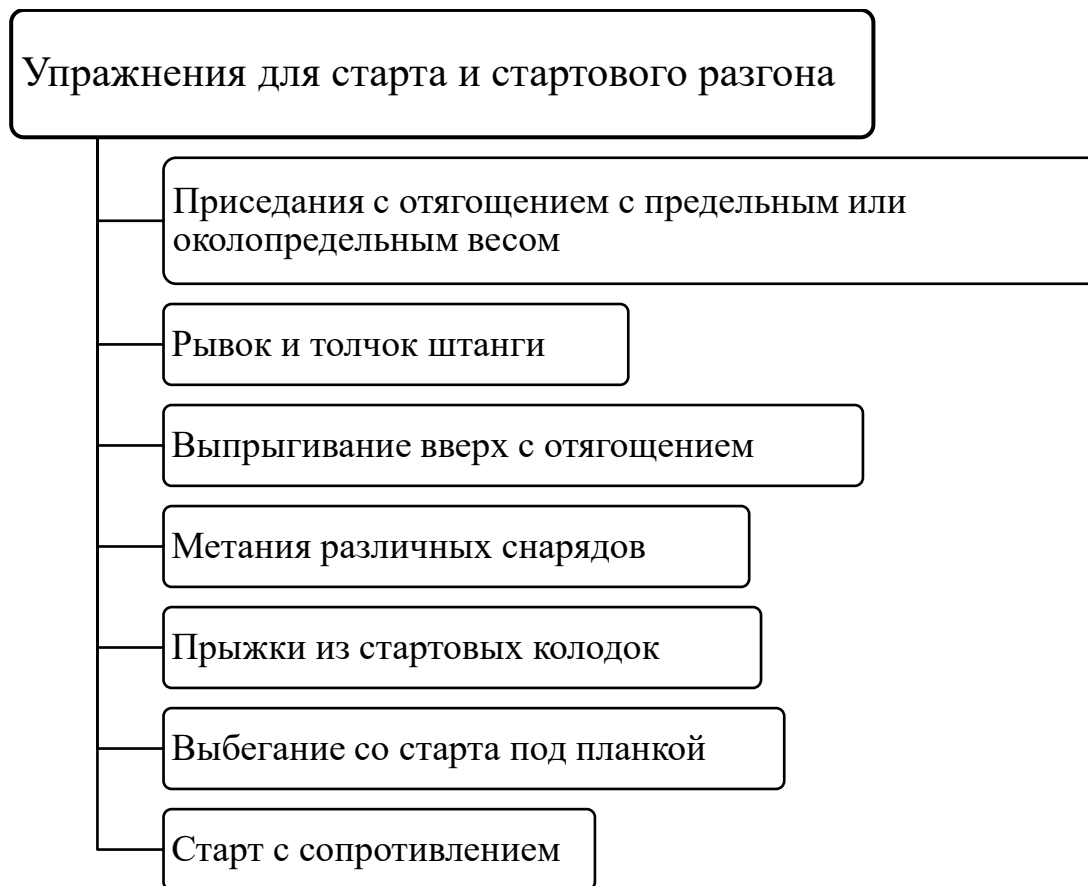 Упражнения для старта и стартового разгона
Приседания с отягощением с предельным или
околопредельным весом
Рывок и толчок штанги
Выпрыгивание вверх с отягощением
Метания различных снарядов
Прыжки из стартовых колодок
Выбегание со старта под планкой
Старт с сопротивлением